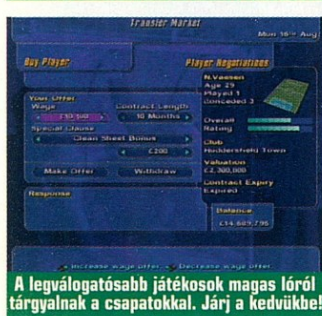 Transfer Market
Mon 16 Aug
Buy Player
Player Negotiations
N.Vaesen
Age 29
Played 1
Conceded 3
Your Offer
Wage
Contract Length
10 Months
Overall
Rating
Special Clause
Clean Sheet Bonus
£200
Club
Huddersfield Town
Make Offer
Withdraw
Valuation
£2,300,000
Contract Expiry
Expired
Response
Balance
£14,689,795
Increase wage offer
Decrease wage offer
A legválogatósabb játékosok magas lóról
tárgyalnak a csapatokkal. Járj a kedvükbe!